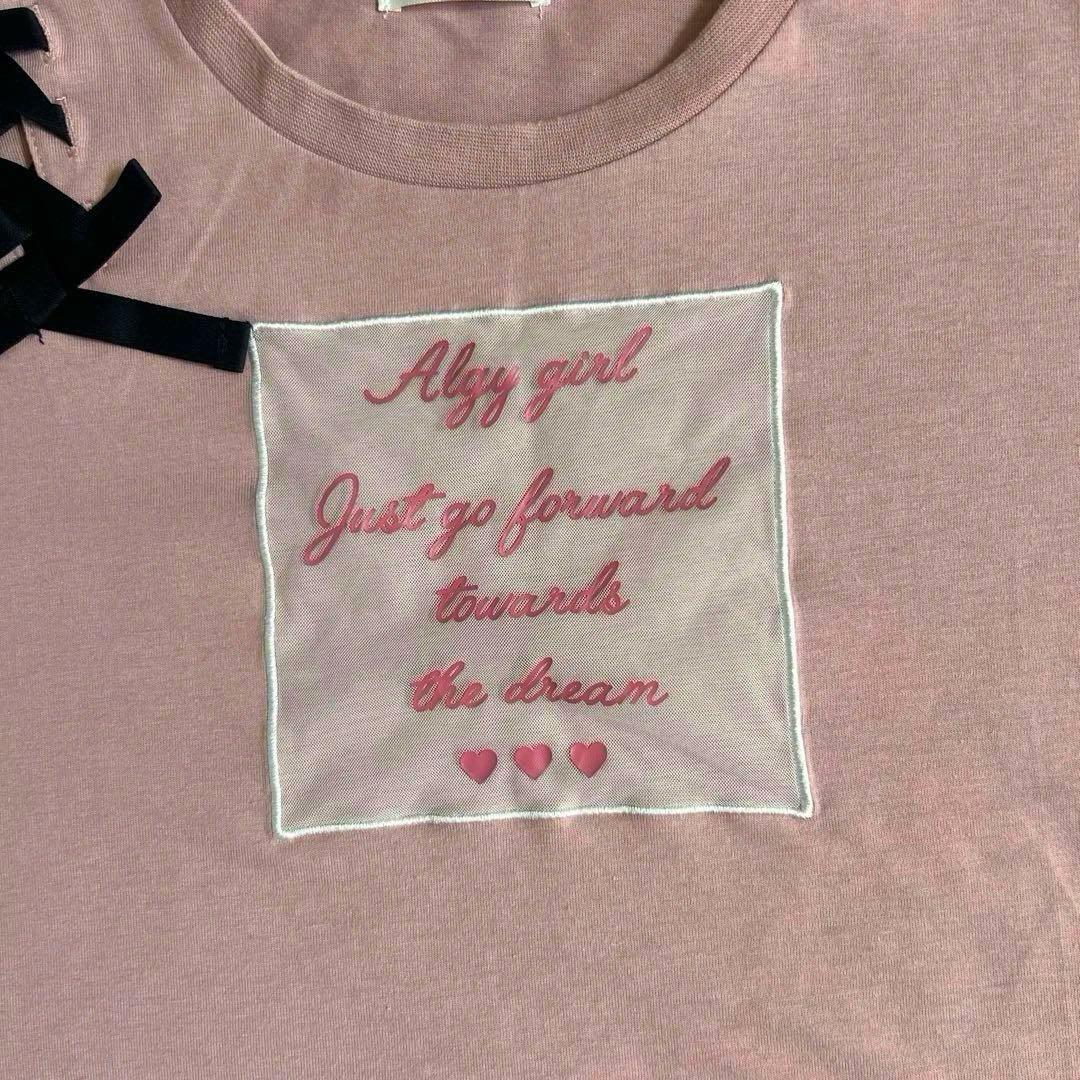 Algy girl
Just go forward
towards
the dream